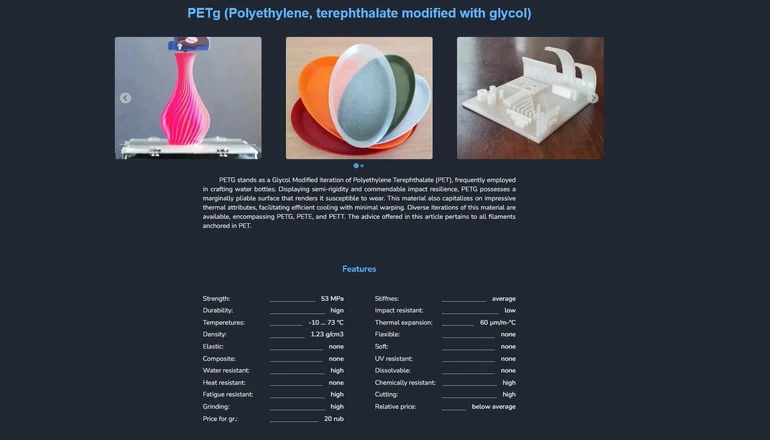 PETg (Polyethylene, terephthalate modified with glycol)
PETG stands as a Glycol Modified iteration of Polyethylene Terephthalate (PET), frequently employed
in crafting water bottles. Displaying semi-rigidity and commendable impact resilience, PETG possesses a
marginally pliable surface that renders it susceptible to wear. This material also capitalizes on impressive
thermal attributes, facilitating efficient cooling with minimal warping. Diverse iterations of this material are
available, encompassing PETG, PETE, and PETT. The advice offered in this article pertains to all filaments
anchored in PET.
Features
Strength: 53 MPa
Durability: hign
Temperetures: -10 ... 73 °C
Density: 1.23 g/cm3
Elastic: none
Composite: none
Water resistant: high
Heat resistant: none
Fatigue resistant: high
Grinding: high
Price for gr.: 20 rub
Stiffnes: average
Impact resistant: low
Thermal expansion: 60 µm/m-°C
Flexible: none
Soft: none
UV resistant: none
Dissolvable: none
Chemically resistant: high
Cutting: high
Relative price: below average